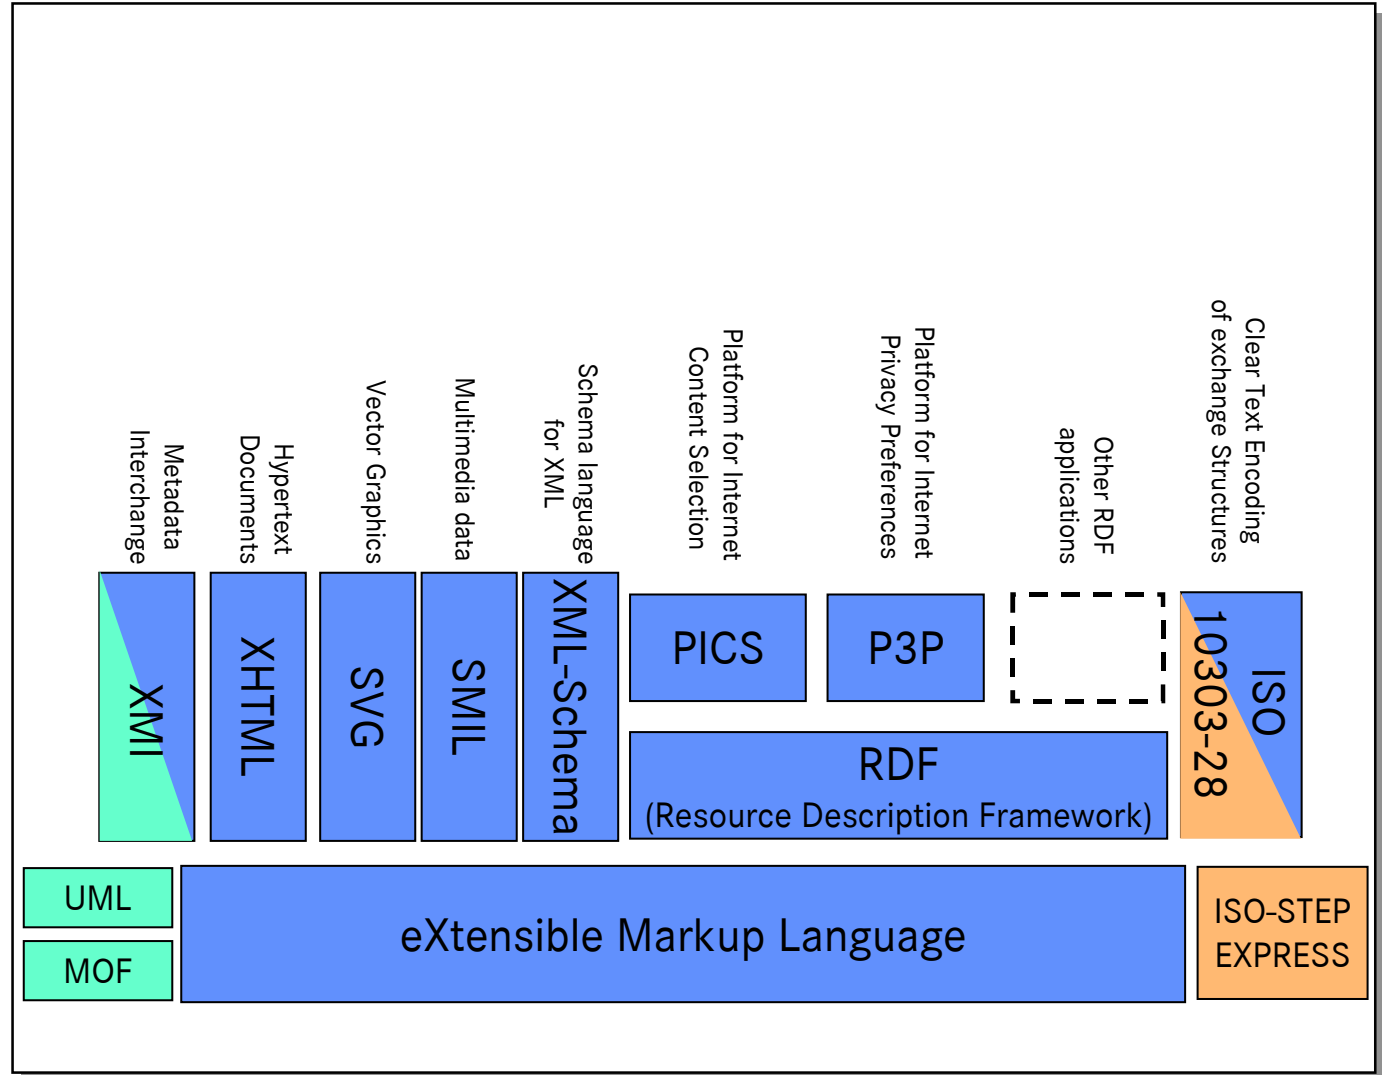 Metadata
Interchange
Hypertext
Documents
Vector Graphics
Multimedia data
Schema language
for XML
Platform for Internet
Content Selection
Platform for Internet
Privacy Preferences
Other RDF
applications
Clear Text Encoding
of exchange Structures
XMI
XHTML
SVG
SMIL
XML-Schema
PICS
P3P
ISO
10303-28
RDF
(Resource Description Framework)
UML
MOF
eXtensible Markup Language
ISO-STEP
EXPRESS